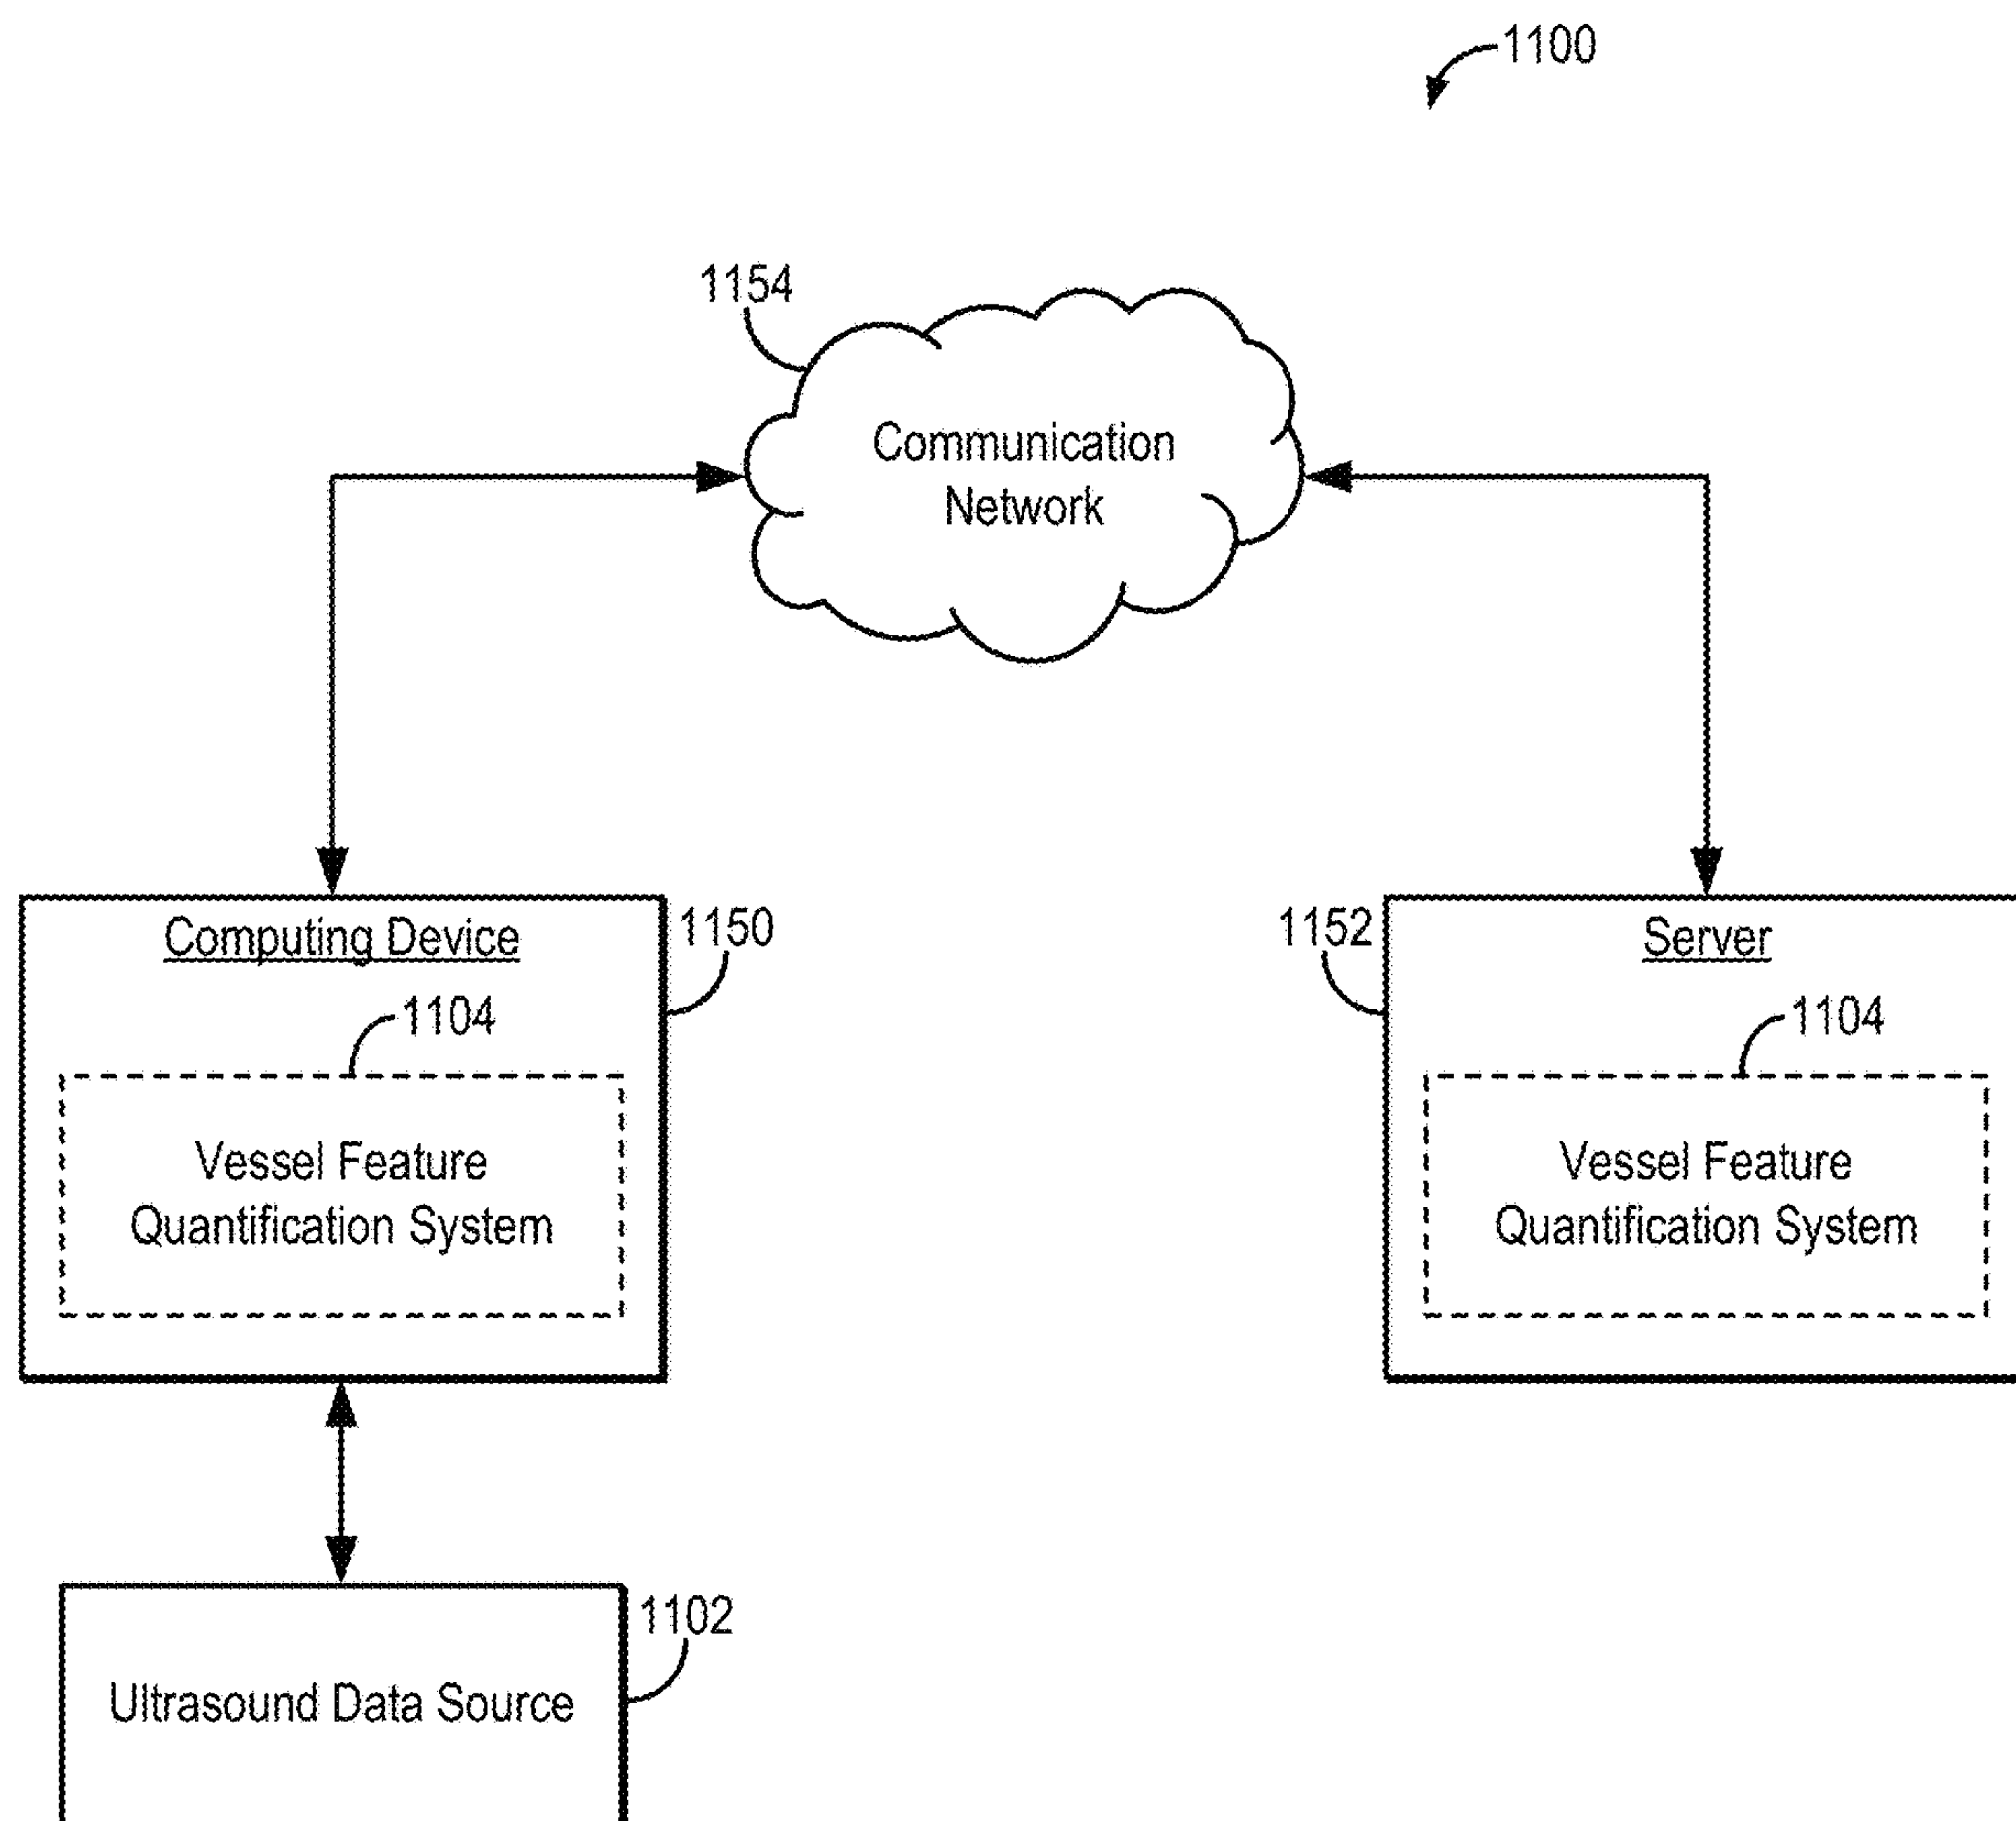 1100
1154
Communication
Network
Computing Device
1150
1104
Vessel Feature
Quantification System
1152
Server
1104
Vessel Feature
Quantification System
1102
Ultrasound Data Source